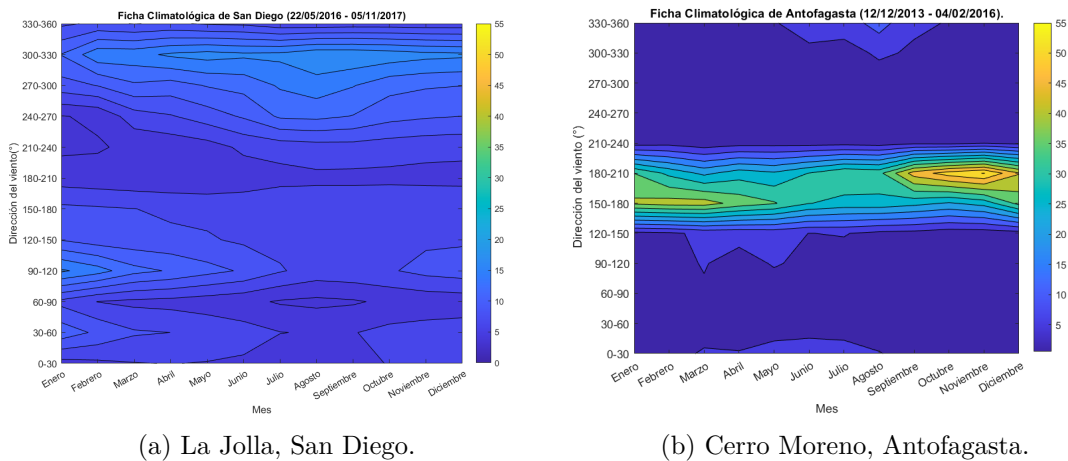 Ficha Climatológica de San Diego (22/05/2016 - 05/11/2017)
Dirección del viento(°)
330-360
300-330
270-300
240-270
210-240
180-210
150-180
120-150
90-120
60-90
30-60
0-30
Enero
Febrero
Marzo
Abril
Mayo
Junio
Julio
Agosto
Septiembre
Octubre
Noviembre
Diciembre
Mes
55
50
45
40
35
30
25
20
15
10
5
0
(a) La Jolla, San Diego.
Ficha Climatológica de Antofagasta (12/12/2013 - 04/02/2016).
Dirección del viento (°)
330-360
300-330
270-300
240-270
210-240
180-210
150-180
120-150
90-120
60-90
30-60
0-30
Enero
Febrero
Marzo
Abril
Mayo
Junio
Julio
Agosto
Septiembre
Octubre
Noviembre
Diciembre
Mes
55
50
45
40
35
30
25
20
15
10
5
(b) Cerro Moreno, Antofagasta.